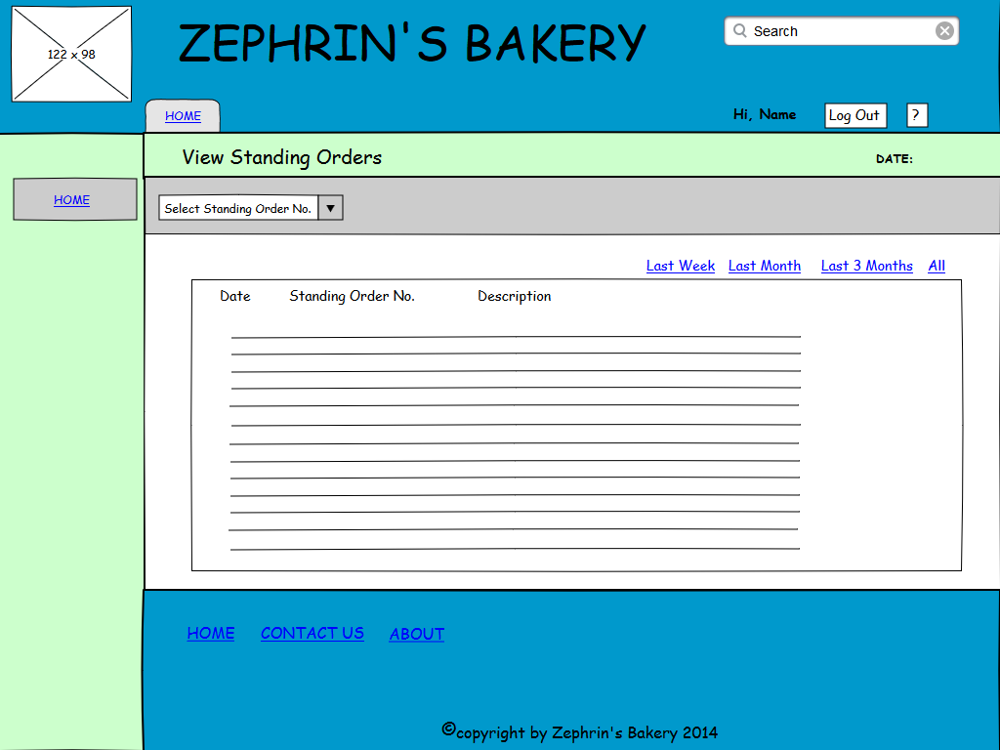 122 x 98
ZEPHRIN'S BAKERY
Search
HOME
Hi, Name
Log Out
?
View Standing Orders
DATE:
HOME
Select Standing Order No.
Last Week Last Month Last 3 Months All
Date Standing Order No. Description
HOME CONTACT US ABOUT
©copyright by Zephrin's Bakery 2014